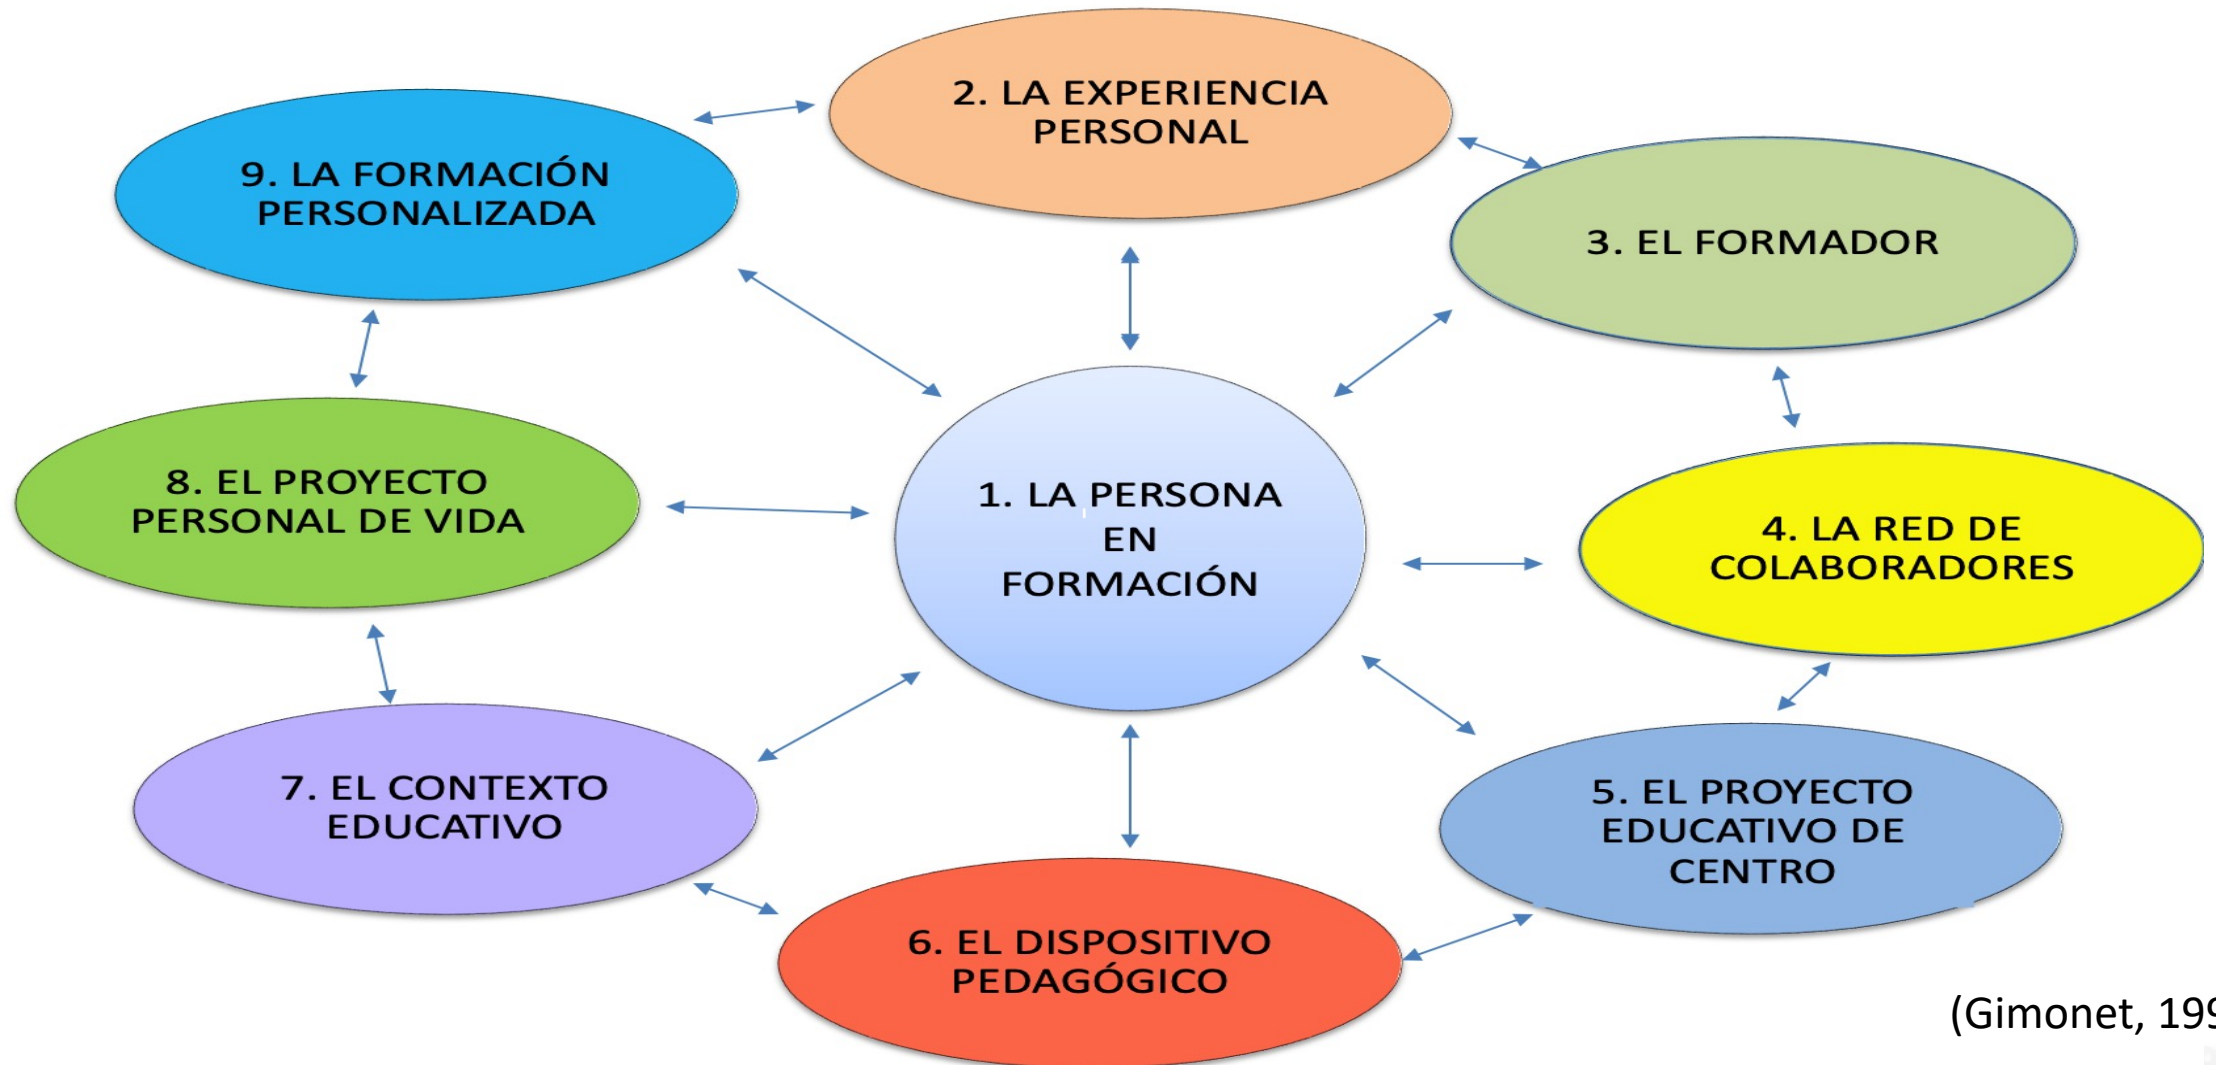 2. LA EXPERIENCIA
PERSONAL
9. LA FORMACIÓN
PERSONALIZADA
3. EL FORMADOR
8. EL PROYECTO
PERSONAL DE VIDA
1. LA PERSONA
EN
FORMACIÓN
4. LA RED DE
COLABORADORES
7. EL CONTEXTO
EDUCATIVO
5. EL PROYECTO
EDUCATIVO DE
CENTRO
6. EL DISPOSITIVO
PEDAGÓGICO
(Gimonet, 199